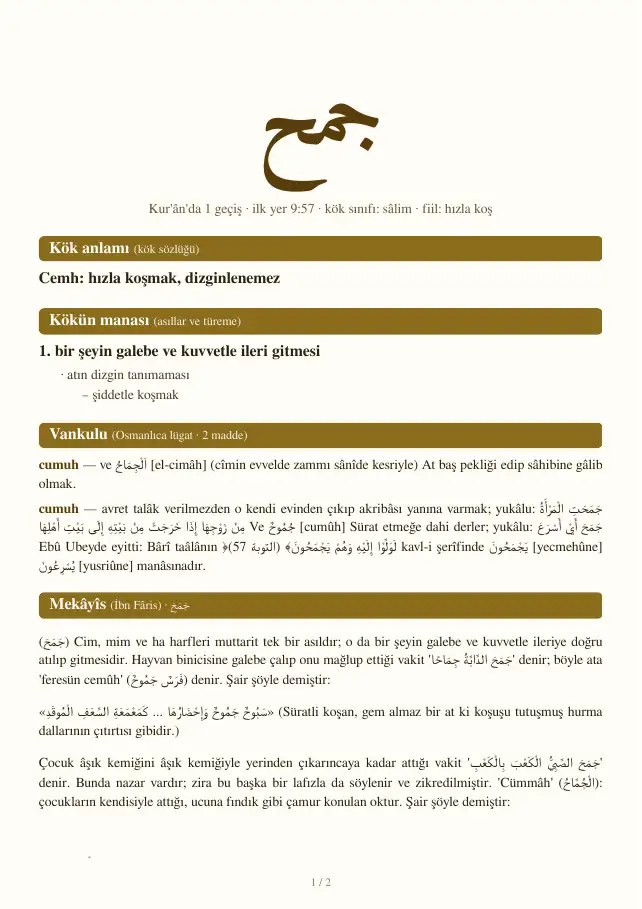 جمح
Kur'ân'da 1 geçiş · ilk yer 9:57 · kök sınıfı: sâlim · fiil: hızla koş
Kök anlamı (kök sözlüğü)
Cemh: hızla koşmak, dizginlenemez
Kökün manası (asıllar ve türeme)
1. bir şeyin galebe ve kuvvetle ileri gitmesi
· atın dizgin tanımaması
– şiddetle koşmak
Vankulu (Osmanlıca lügat · 2 madde)
cumuh — ve اَلْجِمَاحُ [el-cimâh] (cîmin evvelde zammı sânîde kesriyle) At baş pekliği edip sâhibine gâlib
olmak.
cumuh — avret talâk verilmezden o kendi evinden çıkıp akribâsı yanına varmak; yukâlu: جَمَحَتِ الْمَرْأَةُ
مِنْ زَوْجِهَا إِذَا خَرَجَتْ مِنْ بَيْتِهِ إِلَى بَيْتِ أَهْلِهَا Ve جُمُوحٌ [cumûh] Sürat etmeğe dahi derler; yukâlu: جَمَحَ أَيْ أَسْرَعَ
Ebû Ubeyde eyitti: Bârî taâlânın ﴿لَوَلَّوْا إِلَيْهِ وَهُمْ يَجْمَحُونَ﴾ (التوبة 57) kavl-i şerîfinde يَجْمَحُونَ [yecmehûne]
يُسْرِعُونَ [yusriûne] manâsınadır.
Mekâyîs (İbn Fâris) · جَمَحَ
(جَمَحَ) Cim, mim ve ha harfleri muttarit tek bir asıldır; o da bir şeyin galebe ve kuvvetle ileriye doğru
atılıp gitmesidir. Hayvan binicisine galebe çalıp onu mağlup ettiği vakit 'جَمَحَ الدَّابَّةُ جِمَاحًا' denir; böyle ata
'feresün cemûh' (فَرَسٌ جَمُوحٌ) denir. Şair şöyle demiştir:
«سَبُوحٌ جَمُوحٌ وَإِحْضَارُهَا ... كَمَعْمَعَةِ السَّعَفِ الْمُوقَدِ» (Süratli koşan, gem almaz bir at ki koşuşu tutuşmuş hurma
dallarının çıtırtısı gibidir.)
Çocuk âşık kemiğini âşık kemiğiyle yerinden çıkarıncaya kadar attığı vakit 'جَمَحَ الصَّبِيُّ الْكَعْبَ بِالْكَعْبِ'
denir. Bunda nazar vardır; zira bu başka bir lafızla da söylenir ve zikredilmiştir. 'Cümmâh' (الْجُمَّاحُ):
çocukların kendisiyle attığı, ucuna fındık gibi çamur konulan oktur. Şair şöyle demiştir:
1 / 2